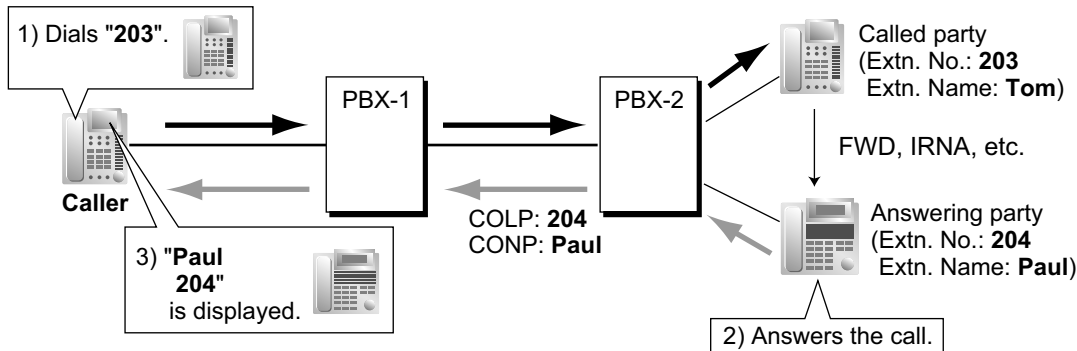 1) Dials "203".
Caller
PBX-1
PBX-2
COLP: 204
CONP: Paul
Called party
(Extn. No.: 203
Extn. Name: Tom)
FWD, IRNA, etc.
Answering party
(Extn. No.: 204
Extn. Name: Paul)
2) Answers the call.
3) "Paul
204"
is displayed.